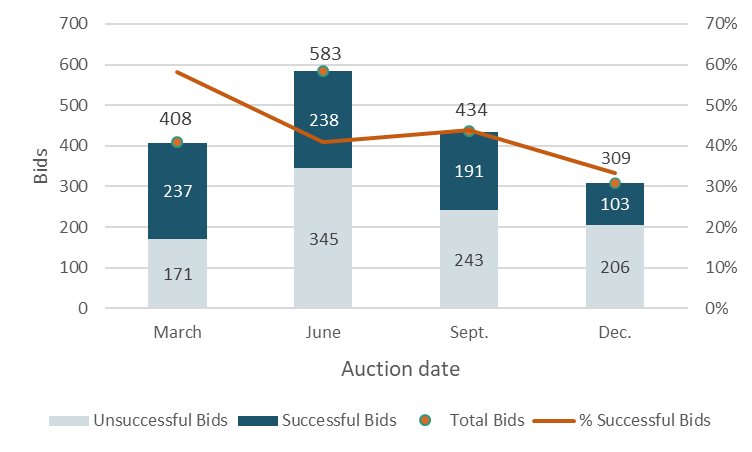 700 70%
583
600 60%
408 434
500 50%
238
400 309 40%
Bids
237 191
300 30%
103
200 345 20%
171 243 206
100 10%
0 0%
March June Sept. Dec.
Auction date
Unsuccessful Bids Successful Bids Total Bids % Successful Bids